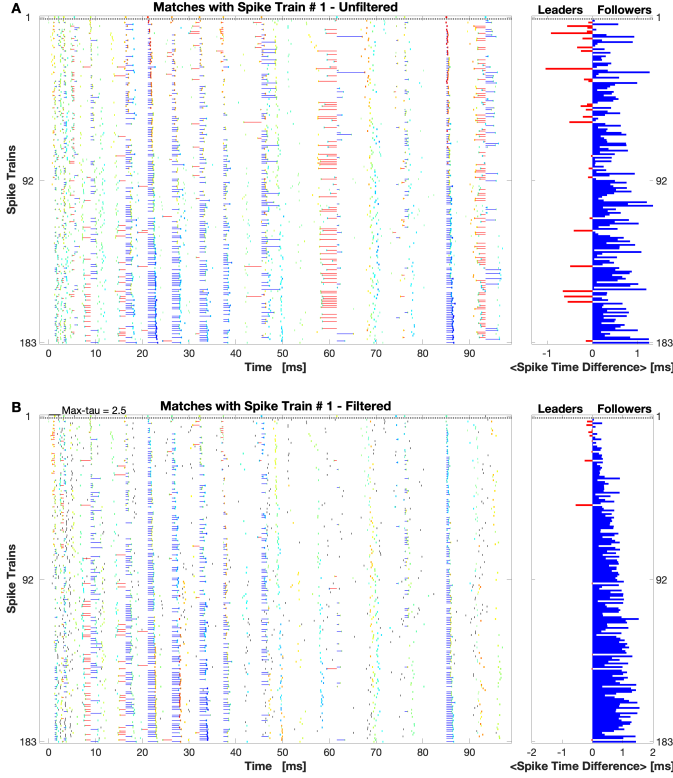 A
Matches with Spike Train # 1 - Unfiltered
Leaders Followers
1
92
183
Spike Trains
0 10 20 30 40 50 60 70 80 90
Time [ms]
1
92
183
-1 0 1
<Spike Time Difference> [ms]
B
Matches with Spike Train # 1 - Filtered
Max-tau = 2.5
Leaders Followers
1
92
183
Spike Trains
0 10 20 30 40 50 60 70 80 90
Time [ms]
1
92
183
−2 −1 0 1 2
<Spike Time Difference> [ms]